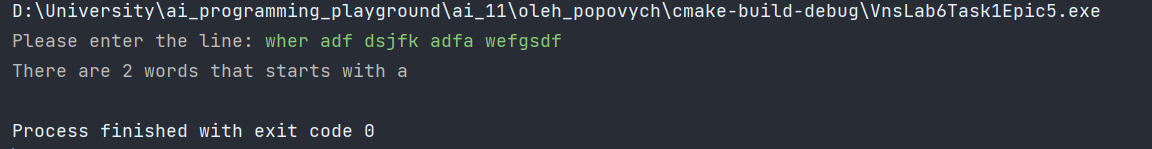 D:\University\ai_programming_playground\ai_11\oleh_popovych\cmake-build-debug\VnsLab6Task1Epic5.exe
Please enter the line: wher adf dsjfk adfa wefgsdf
There are 2 words that starts with a
Process finished with exit code 0